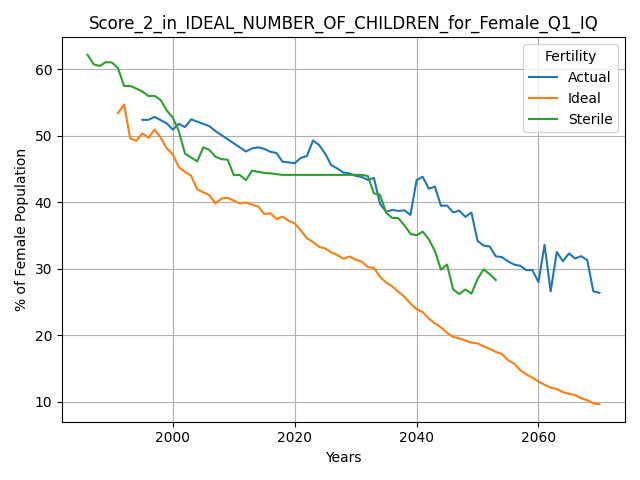 Score_2_in_IDEAL_NUMBER_OF_CHILDREN_for_Female_Q1_IQ
Fertility
Actual
Ideal
Sterile
% of Female Population
60
50
40
30
20
10
2000
2020
2040
2060
Years